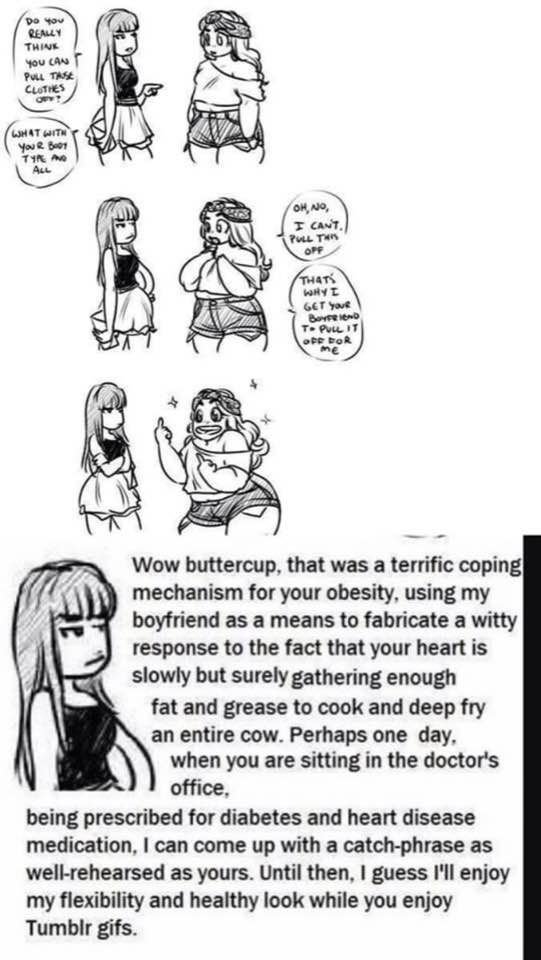 DO YOU
REALLY
THINK
YOU CAN
PULL THOSE
CLOTHES
OFF?
WHAT WITH
YOUR BODY
TYPE AND
ALL
OH, NO,
I CAN'T.
PULL THIS
OFF
THAT'S
WHY I
GET YOUR
BOYFRIEND
TO PULL IT
OFF FOR
ME
Wow buttercup, that was a terrific coping
mechanism for your obesity, using my
boyfriend as a means to fabricate a witty
response to the fact that your heart is
slowly but surely gathering enough
fat and grease to cook and deep fry
an entire cow. Perhaps one day,
when you are sitting in the doctor's
office,
being prescribed for diabetes and heart disease
medication, I can come up with a catch-phrase as
well-rehearsed as yours. Until then, I guess I'll enjoy
my flexibility and healthy look while you enjoy
Tumblr gifs.